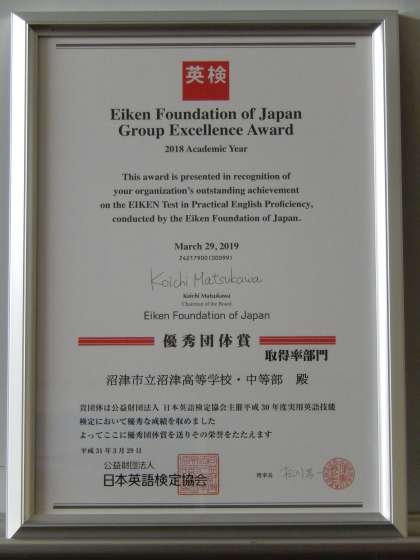 英検
Eiken Foundation of Japan
Group Excellence Award
2018 Academic Year
This award is presented in recognition of
your organization's outstanding achievement
on the EIKEN Test in Practical English Proficiency,
conducted by the Eiken Foundation of Japan.
March 29, 2019
24217900(30099)
Koichi Matsukawa
Koichi Matsukawa
Chairman of the Board
Eiken Foundation of Japan
優秀団体賞
取得率部門
沼津市立沼津高等学校・中等部 殿
貴団体は公益財団法人 日本英語検定協会主催平成 30 年度実用英語技能
検定において優秀な成績を収めました
よってここに優秀団体賞を送りその栄誉をたたえます
平成 31 年 3 月 29 日
公益財団法人
日本英語検定協会
理事長